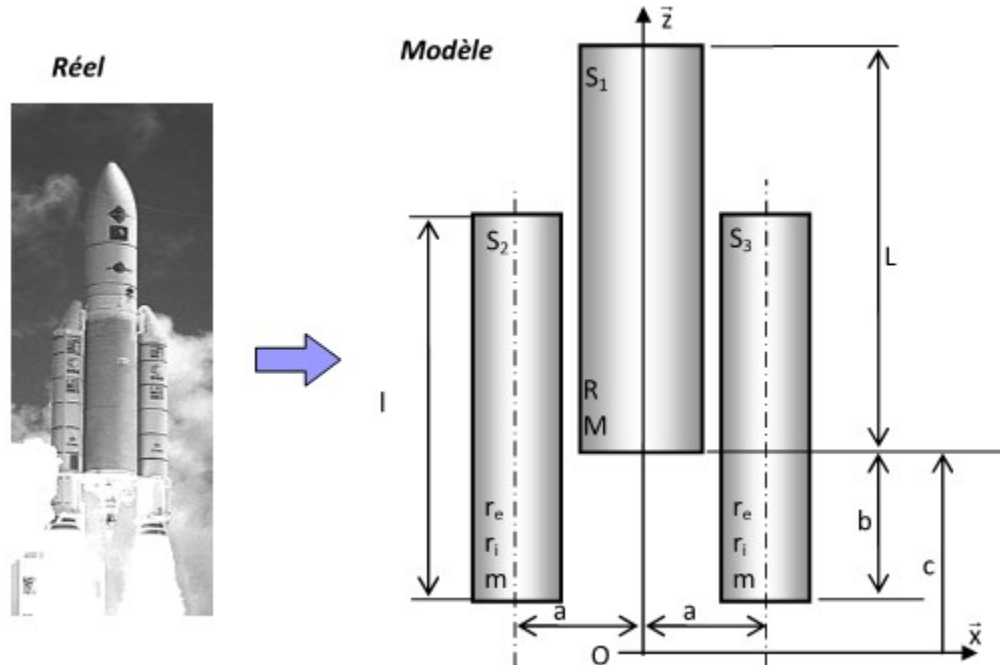 Réel
Modèle
z⃗
S₁
S₂
S₃
L
l
R
M
rₑ
rᵢ
m
rₑ
rᵢ
m
b
c
a
a
O
x⃗